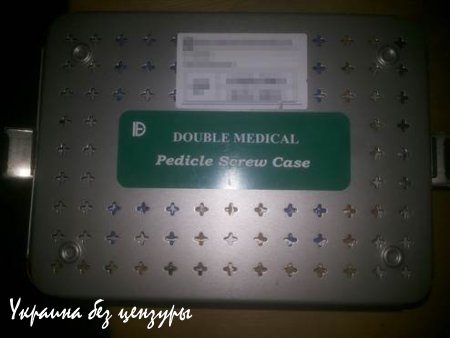 DOUBLE MEDICAL
Pedicle Screw Case
Украина без цензуры